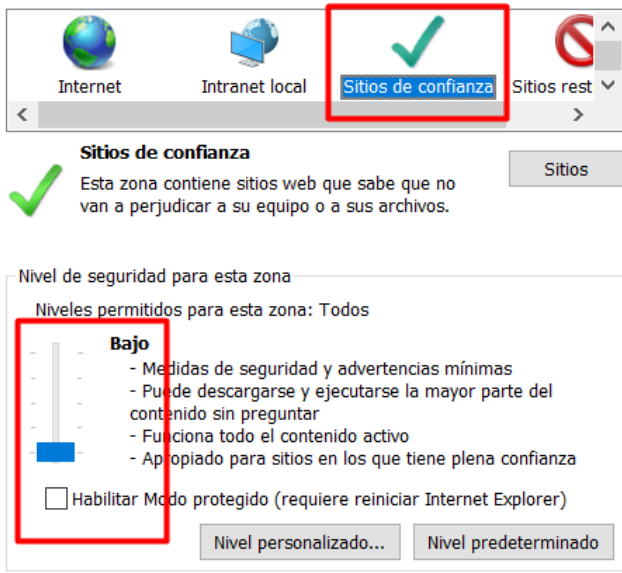 Internet
Intranet local
Sitios de confianza
Sitios rest
Sitios de confianza
Esta zona contiene sitios web que sabe que no
van a perjudicar a su equipo o a sus archivos.
Sitios
Nivel de seguridad para esta zona
Niveles permitidos para esta zona: Todos
Bajo
- Medidas de seguridad y advertencias mínimas
- Puede descargarse y ejecutarse la mayor parte del
contenido sin preguntar
- Funciona todo el contenido activo
- Apropiado para sitios en los que tiene plena confianza
Habilitar Modo protegido (requiere reiniciar Internet Explorer)
Nivel personalizado...
Nivel predeterminado